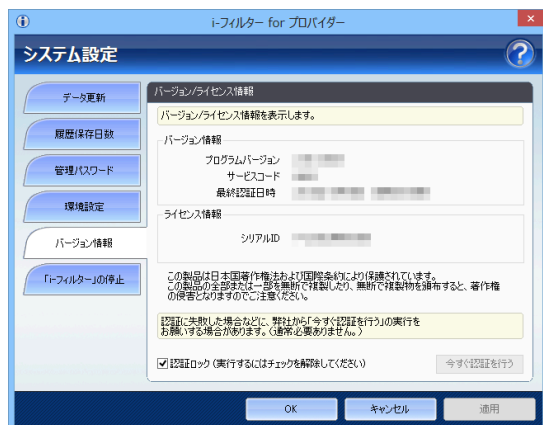 i-フィルター for プロバイダー
システム設定
データ更新
履歴保存日数
管理パスワード
環境設定
バージョン情報
「i-フィルター」の停止
バージョン/ライセンス情報
バージョン/ライセンス情報を表示します。
バージョン情報
プログラムバージョン
サービスコード
最終認証日時
ライセンス情報
シリアルID
この製品は日本国著作権法および国際条約により保護されています。
この製品の全部または一部を無断で複製したり、無断で複製物を頒布すると、著作権
の侵害となりますのでご注意ください。
認証に失敗した場合などに、弊社から「今すぐ認証を行う」の実行を
お願いする場合があります。（通常必要ありません。）
認証ロック（実行するにはチェックを解除してください）
今すぐ認証を行う
OK
キャンセル
適用